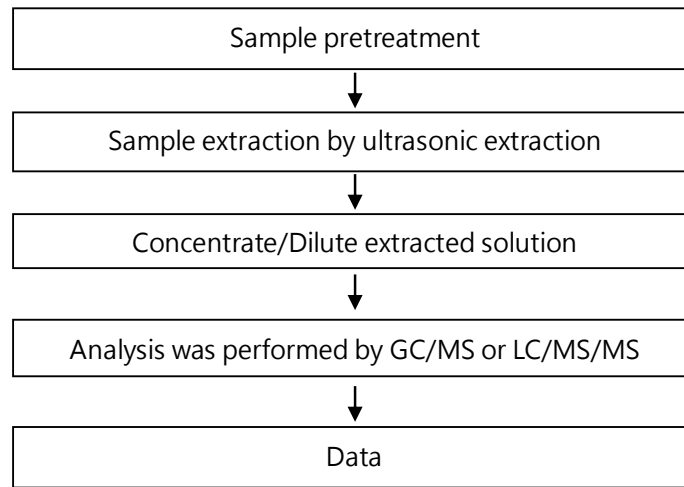 Sample pretreatment
Sample extraction by ultrasonic extraction
Concentrate/Dilute extracted solution
Analysis was performed by GC/MS or LC/MS/MS
Data